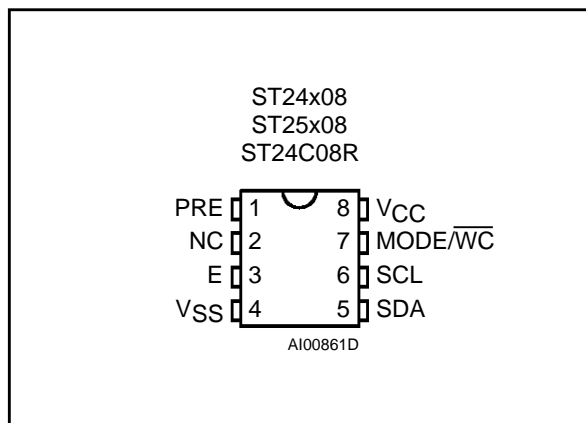 ST24x08
ST25x08
ST24C08R
PRE 1 8 VCC
NC 2 7 MODE/WC
E 3 6 SCL
VSS 4 5 SDA
AI00861D